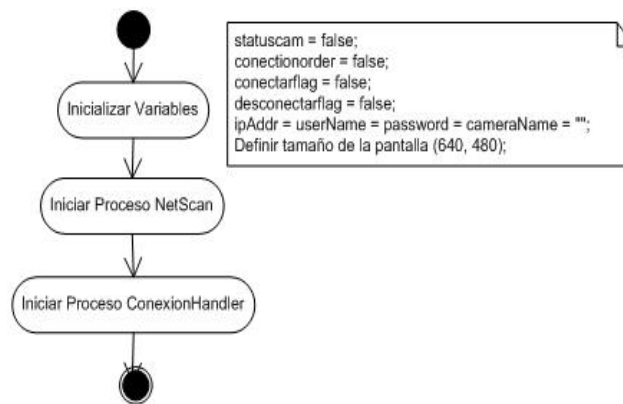 statuscam = false;
conectionorder = false;
conectarflag = false;
desconectarflag = false;
ipAddr = userName = password = cameraName = "";
Definir tamaño de la pantalla (640, 480);
Inicializar Variables
Iniciar Proceso NetScan
Iniciar Proceso ConexionHandler